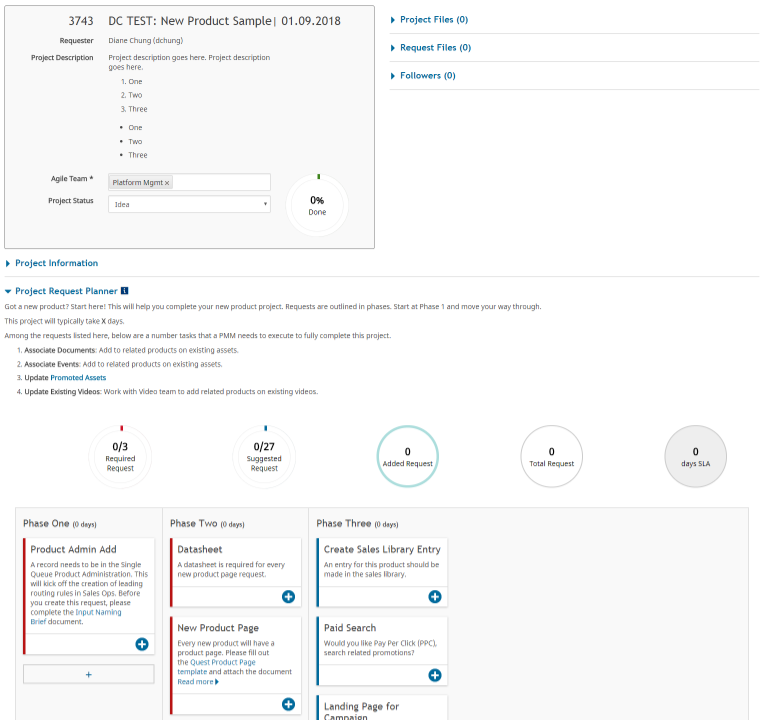 3743 DC TEST: New Product Sample| 01.09.2018
Requester Diane Chung (dchung)
Project Description Project description goes here. Project description
goes here.
1. One
2. Two
3. Three
• One
• Two
• Three
Agile Team * Platform Mgmt ×
Project Status Idea
0%
Done
Project Files (0)
Request Files (0)
Followers (0)
Project Information
Project Request Planner i
Got a new product? Start here! This will help you complete your new product project. Requests are outlined in phases. Start at Phase 1 and move your way through.
This project will typically take X days.
Among the requests listed here, below are a number tasks that a PMM needs to execute to fully complete this project.
1. Associate Documents: Add to related products on existing assets.
2. Associate Events: Add to related products on existing assets.
3. Update Promoted Assets
4. Update Existing Videos: Work with Video team to add related products on existing videos.
0/3
Required
Request
0/27
Suggested
Request
0
Added Request
0
Total Request
0
days SLA
Phase One (0 days)
Product Admin Add
A record needs to be in the Single
Queue Product Administration. This
will kick off the creation of leading
routing rules in Sales Ops. Before
you create this request, please
complete the Input Naming
Brief document.
+
Phase Two (0 days)
Datasheet
A datasheet is required for every
new product page request.
New Product Page
Every new product will have a
product page. Please fill out
the Quest Product Page
template and attach the document
Read more
Phase Three (0 days)
Create Sales Library Entry
An entry for this product should be
made in the sales library.
Paid Search
Would you like Pay Per Click (PPC),
search related promotions?
Landing Page for
Campaign